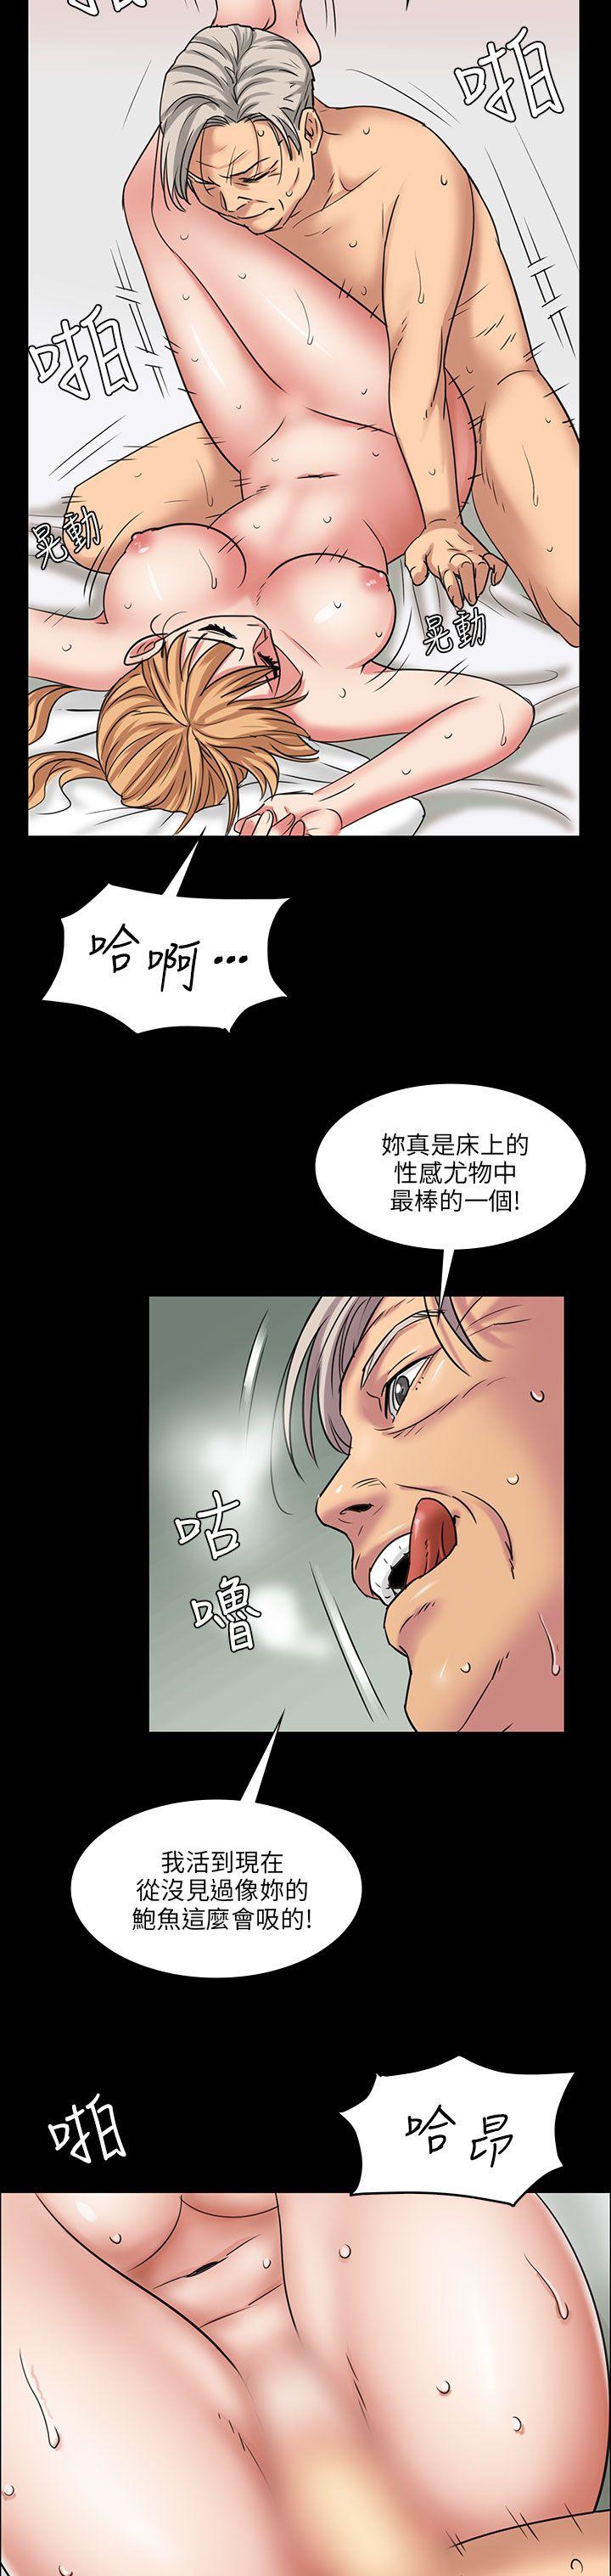 啪
啪
晃動
晃動
哈啊…
妳真是床上的
性感尤物中
最棒的一個!
咕
嚕
我活到現在
從沒見過像妳的
鮑魚這麼會吸的!
啪
哈昂